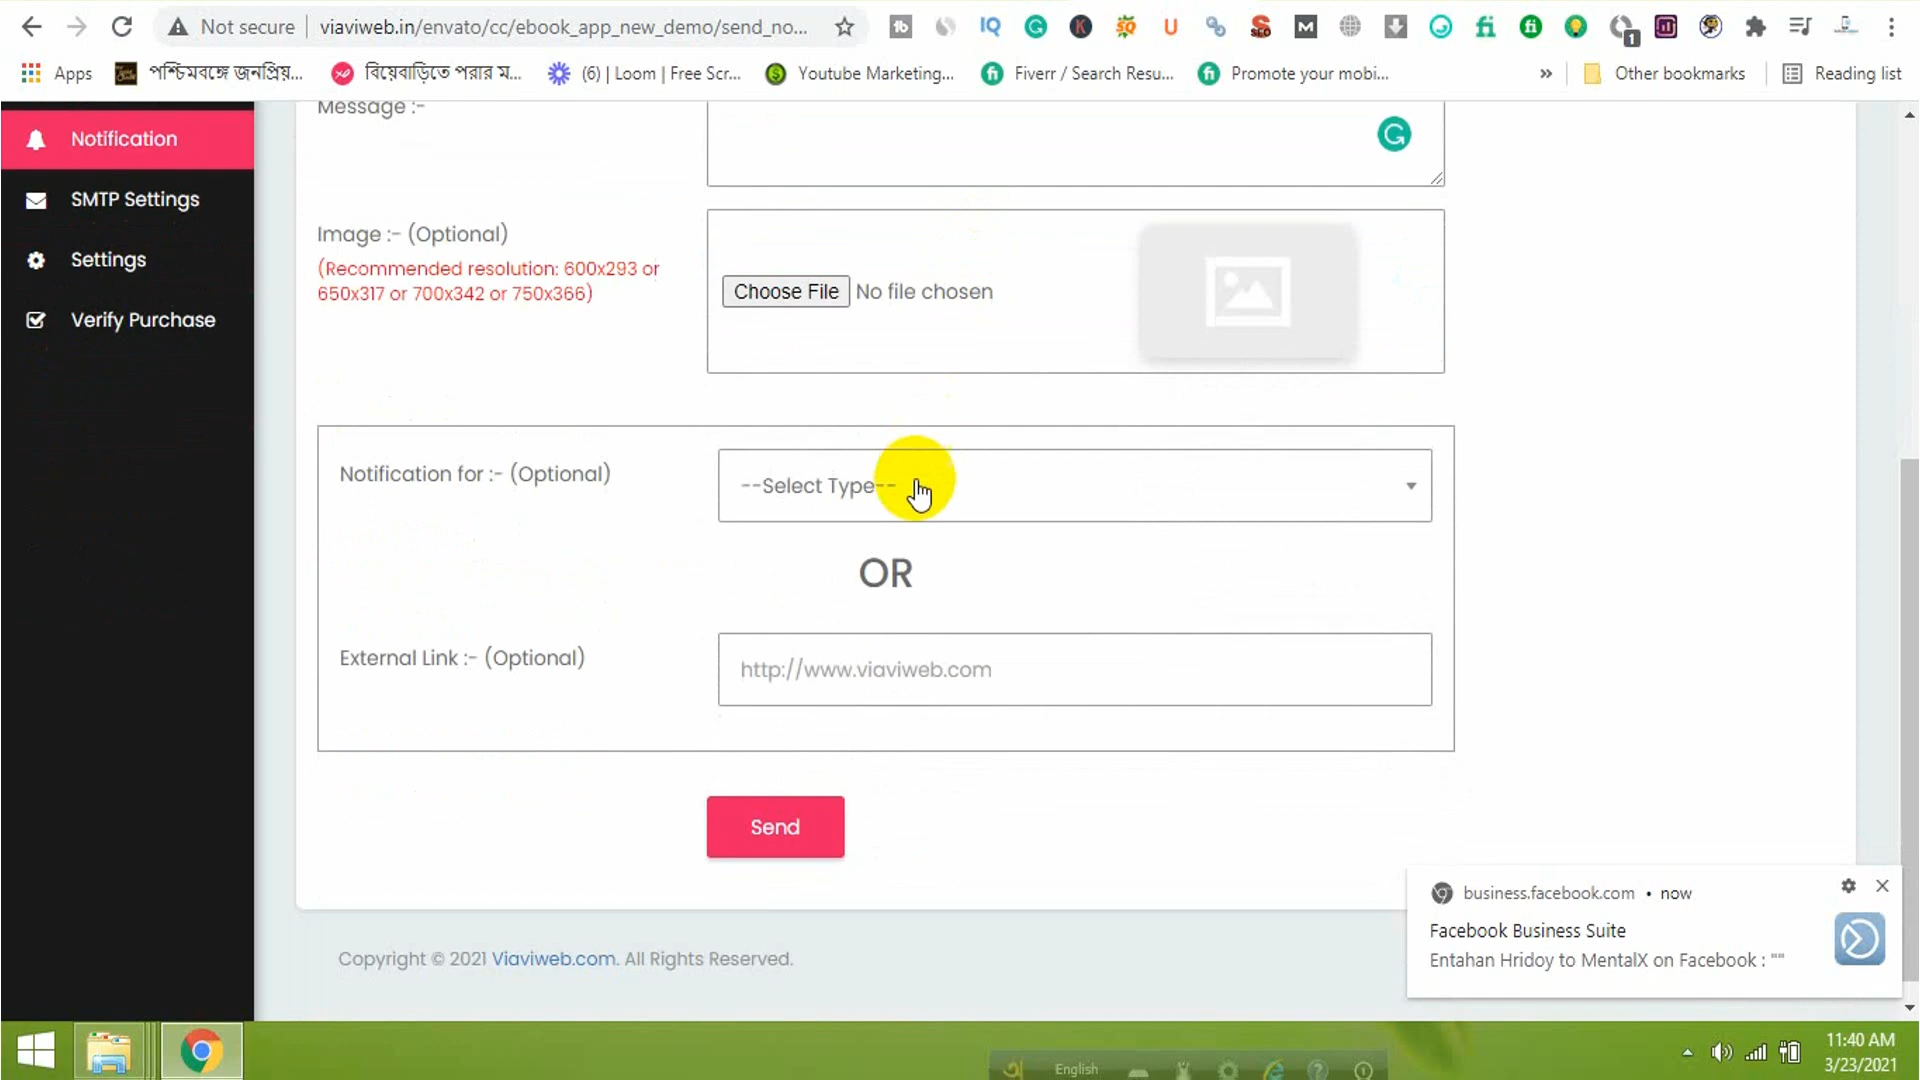 Not secure | viaviweb.in/envato/cc/ebook_app_new_demo/send_no...
Apps পশ্চিমবঙ্গে জনপ্রিয়... বিয়েবাড়িতে পরার ম... (6) | Loom | Free Scr... Youtube Marketing... Fiverr / Search Resu... Promote your mobi... » Other bookmarks Reading list
Message :-
Notification
SMTP Settings
Settings
Verify Purchase
Image :- (Optional)
(Recommended resolution: 600x293 or
650x317 or 700x342 or 750x366)
Choose File No file chosen
Notification for :- (Optional)
--Select Type--
OR
External Link :- (Optional)
http://www.viaviweb.com
Send
business.facebook.com • now
Facebook Business Suite
Entahan Hridoy to MentalX on Facebook : ""
Copyright © 2021 Viaviweb.com. All Rights Reserved.
English
11:40 AM
3/23/2021